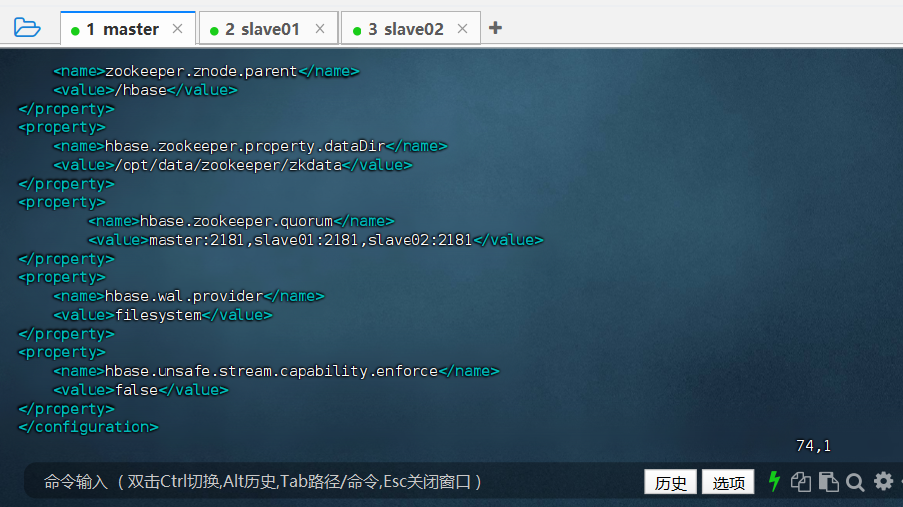 1 master × 2 slave01 × 3 slave02 × +
<name>zookeeper.znode.parent</name>
<value>/hbase</value>
</property>
<property>
<name>hbase.zookeeper.property.dataDir</name>
<value>/opt/data/zookeeper/zkdata</value>
</property>
<property>
<name>hbase.zookeeper.quorum</name>
<value>master:2181,slave01:2181,slave02:2181</value>
</property>
<property>
<name>hbase.wal.provider</name>
<value>filesystem</value>
</property>
<property>
<name>hbase.unsafe.stream.capability.enforce</name>
<value>false</value>
</property>
</configuration>
74,1
命令输入 （双击Ctrl切换,Alt历史,Tab路径/命令,Esc关闭窗口） 历史 选项